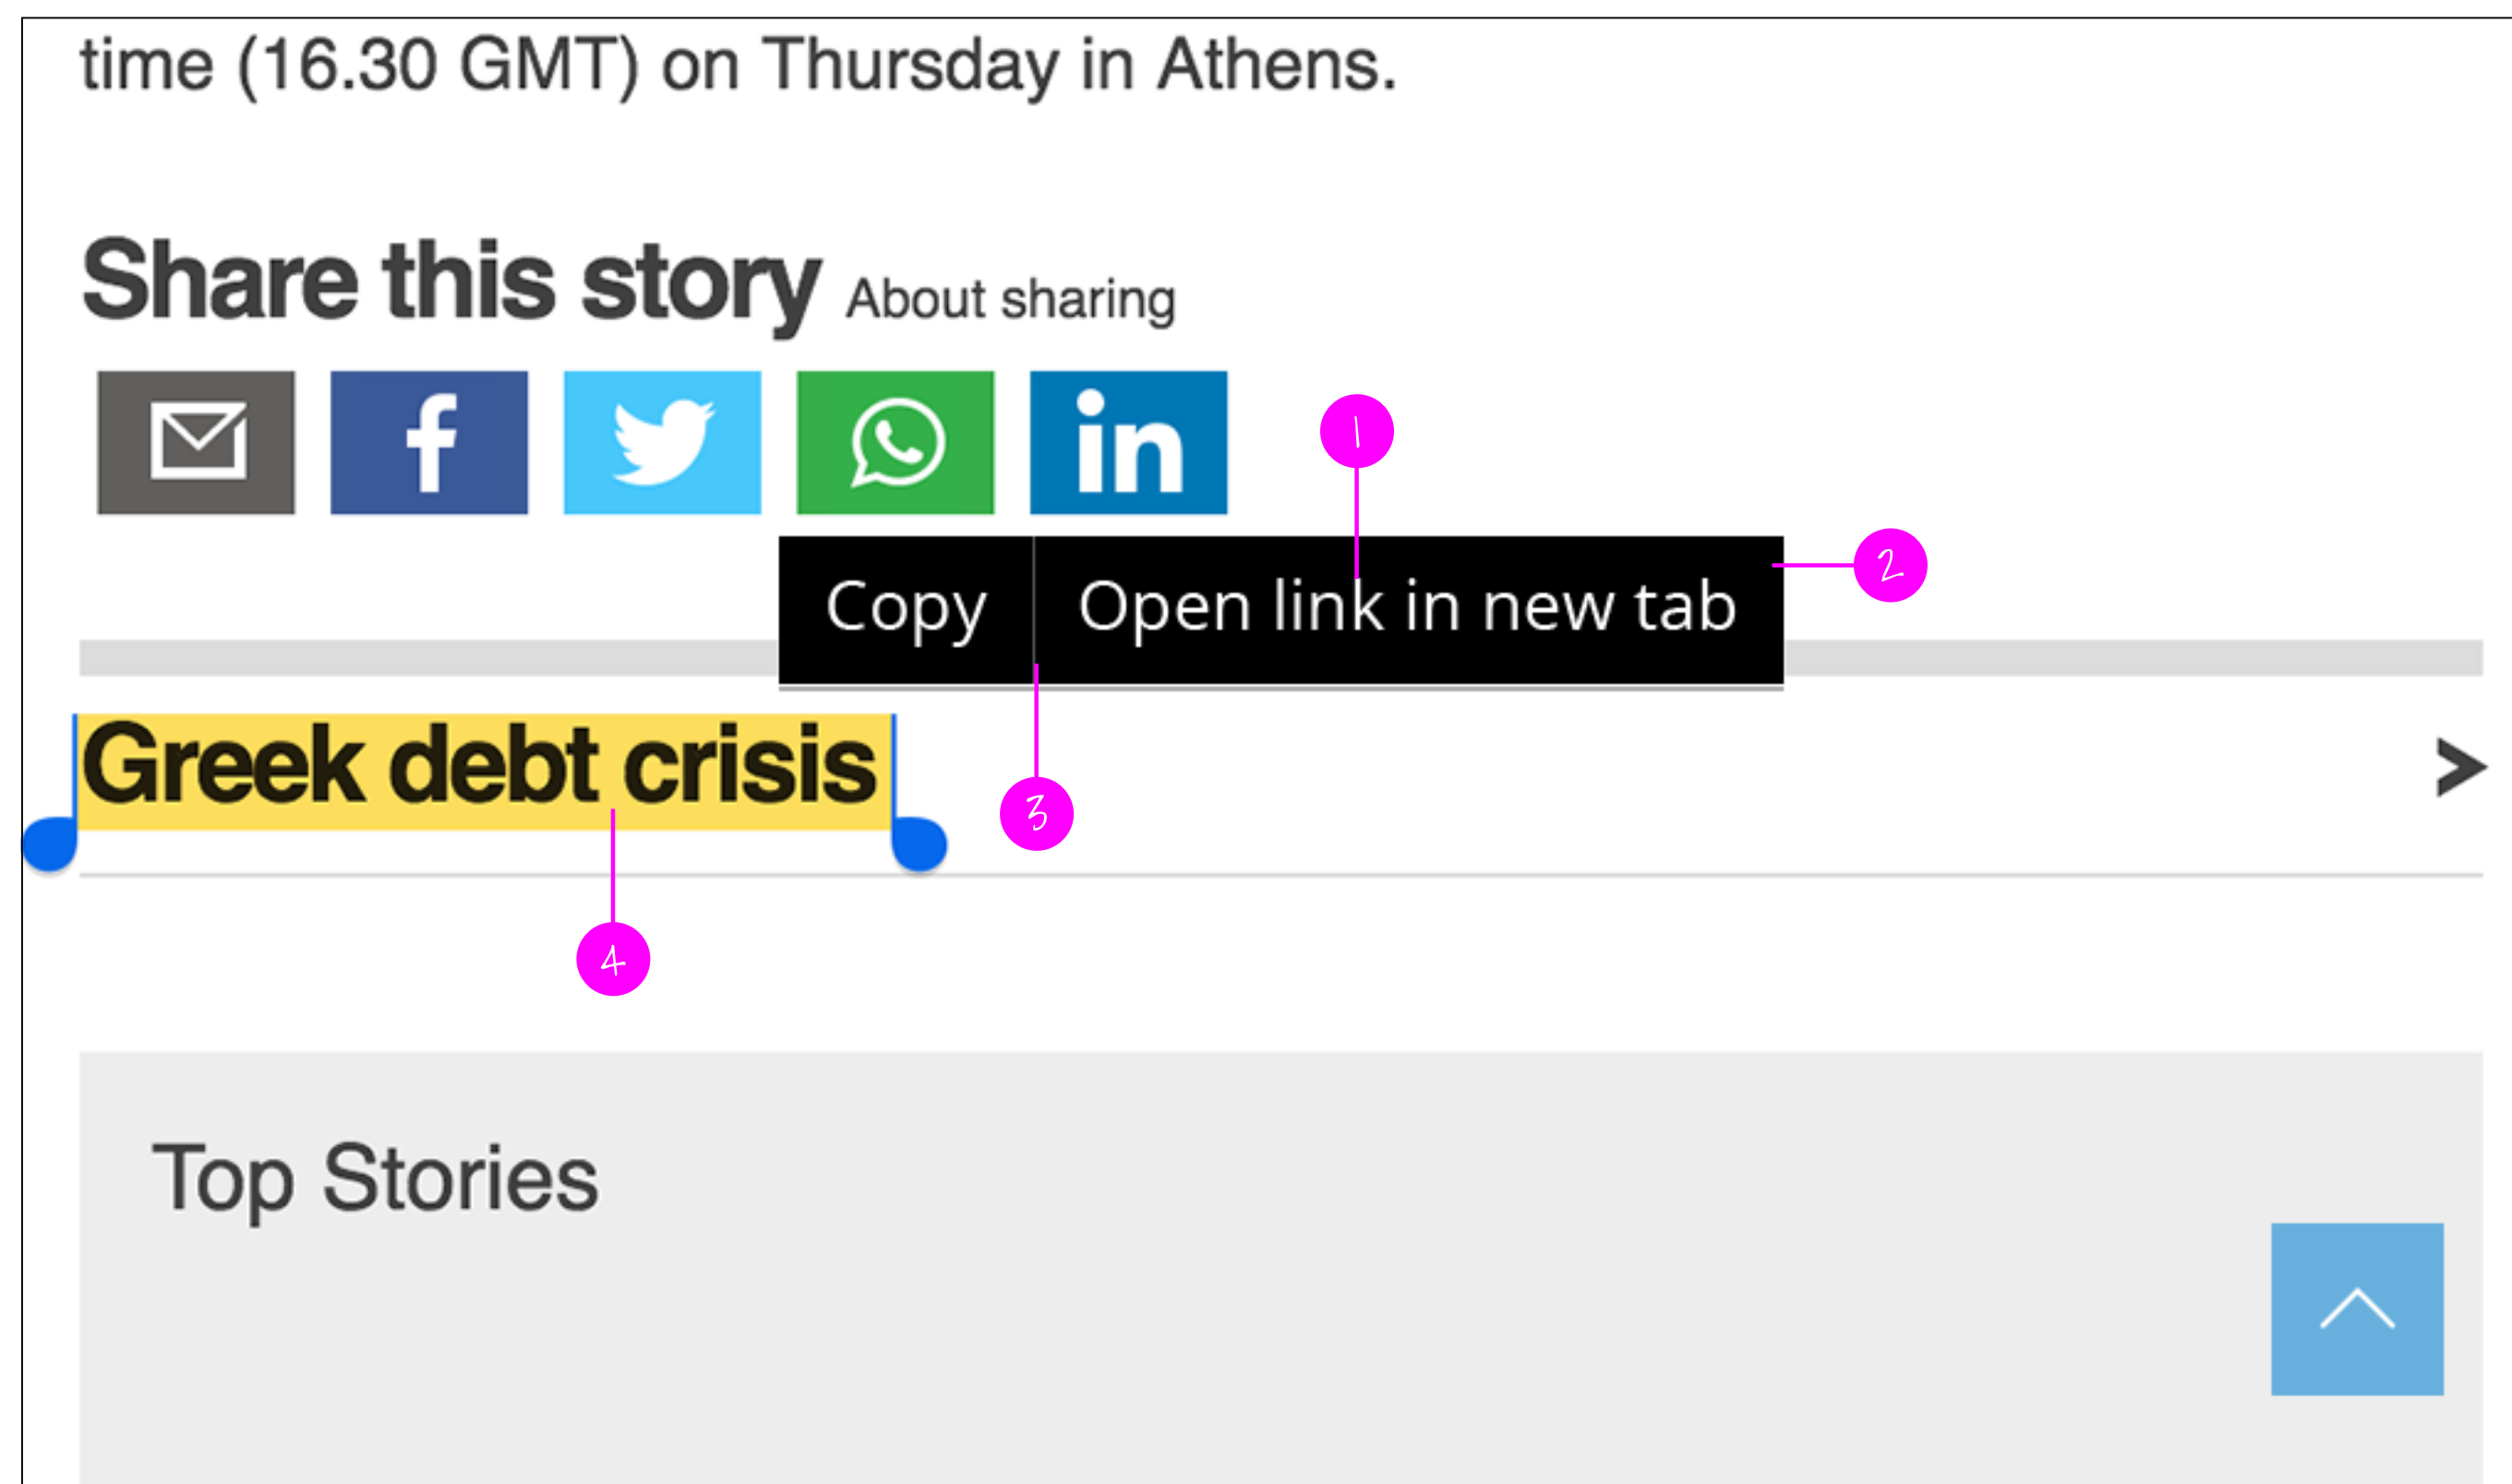 time (16.30 GMT) on Thursday in Athens.
Share this story About sharing
f
in
1
2
Copy Open link in new tab
Greek debt crisis >
3
4
Top Stories